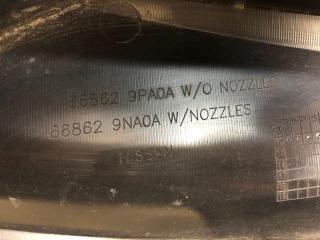 66862 9PA0A W/O NOZZLES
66862 9NA0A W/NOZZLES
NISSAN